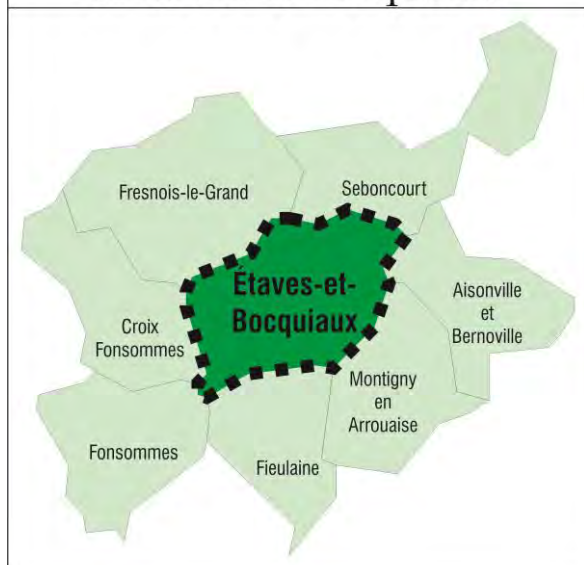 Fresnois-le-Grand
Seboncourt
Étaves-et-
Bocquiaux
Aisonville
et
Bernoville
Croix
Fonsommes
Montigny
en
Arrouaise
Fonsommes
Fieulaine